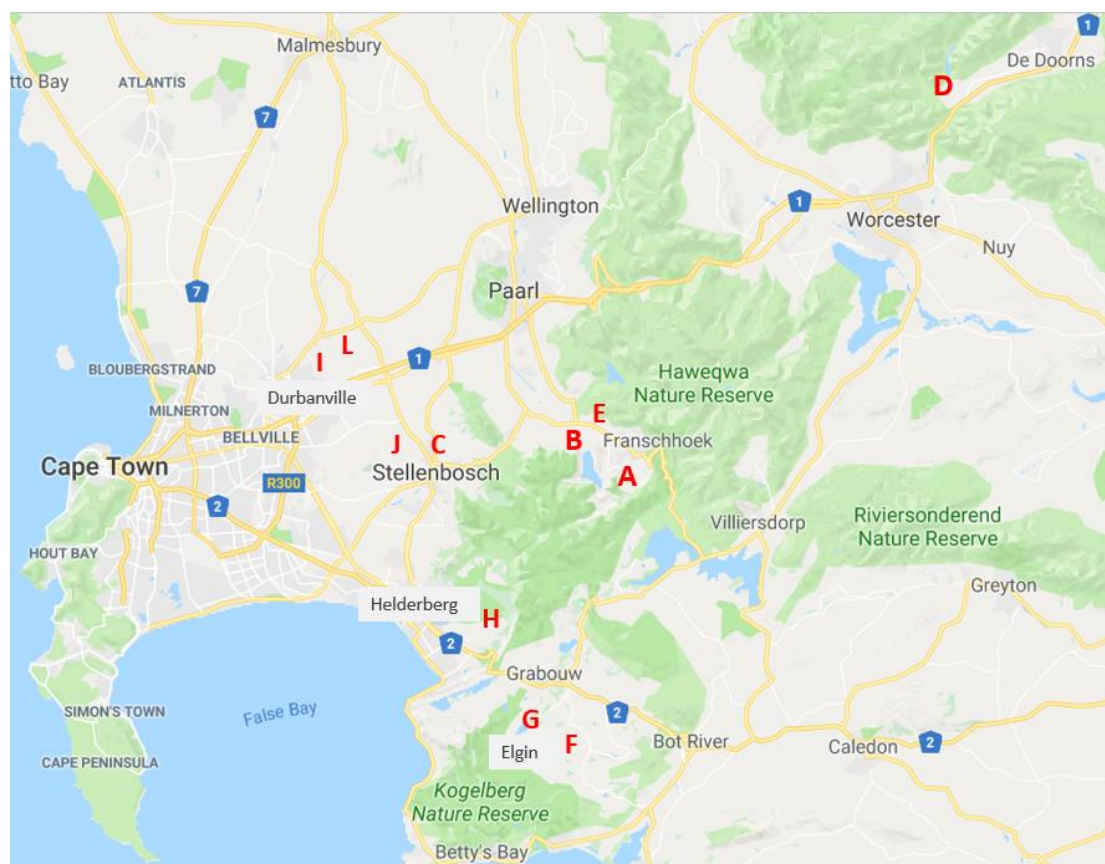 Malmesbury
1
De Doorns
tto Bay
ATLANTIS
D
7
Wellington
1
Worcester
Nuy
Paarl
7
L
I
1
BLOUBERGSTRAND
Haweqwa
Nature Reserve
Durbanville
MILNERTON
E
BELLVILLE
J
C
B
Franschhoek
Cape Town
Stellenbosch
A
R300
2
Villiersdorp
Riviersonderend
Nature Reserve
HOUT BAY
Greyton
Helderberg
H
2
Grabouw
SIMON'S TOWN
False Bay
G
2
F
Elgin
Bot River
Caledon
2
CAPE PENINSULA
Kogelberg
Nature Reserve
Betty's Bay